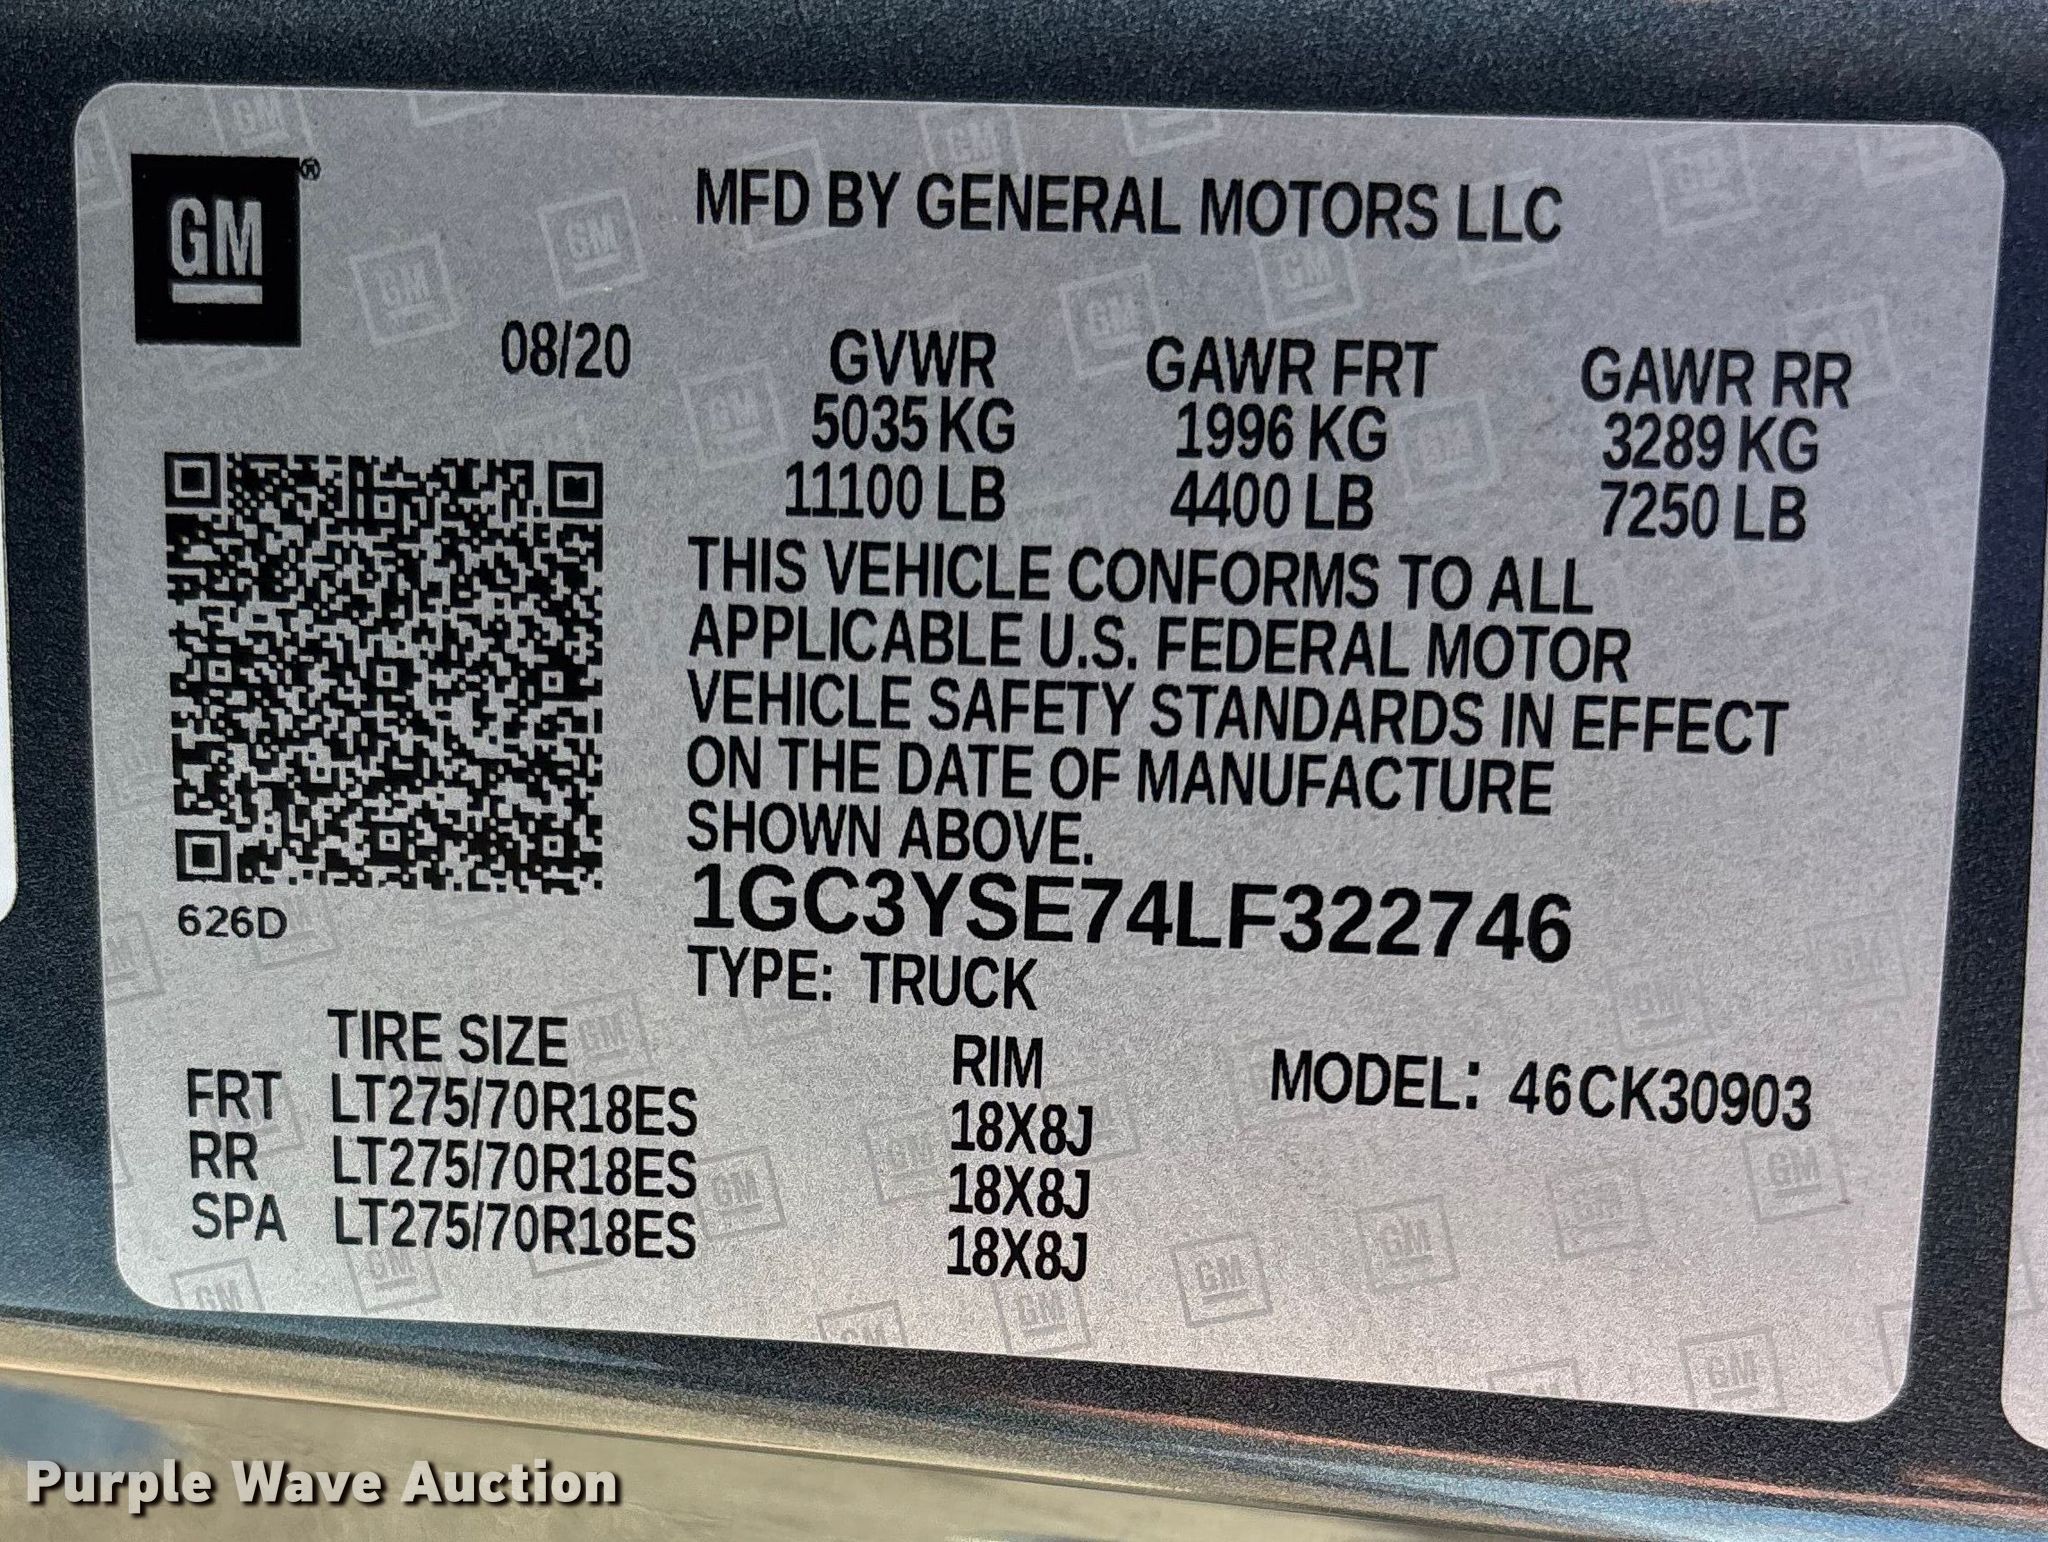 GM®
MFD BY GENERAL MOTORS LLC
08/20
GVWR GAWR FRT GAWR RR
5035 KG 1996 KG 3289 KG
11100 LB 4400 LB 7250 LB
THIS VEHICLE CONFORMS TO ALL
APPLICABLE U.S. FEDERAL MOTOR
VEHICLE SAFETY STANDARDS IN EFFECT
ON THE DATE OF MANUFACTURE
SHOWN ABOVE.
626D
1GC3YSE74LF322746
TYPE: TRUCK
TIRE SIZE RIM MODEL: 46CK30903
FRT LT275/70R18ES 18X8J
RR LT275/70R18ES 18X8J
SPA LT275/70R18ES 18X8J
Purple Wave Auction